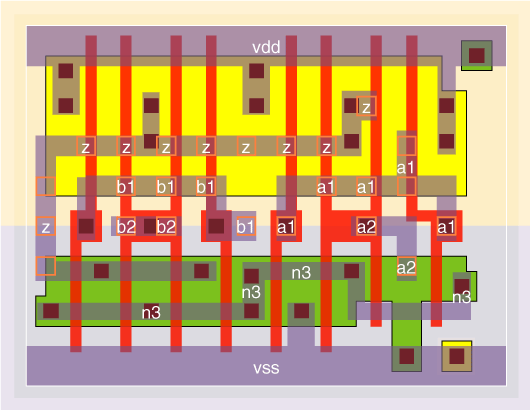 vdd
z
z z z z z z z
a1
b1 b1 b1 a1 a1
z b2 b2 b1 a1 a2 a1
a2
n3
n3 n3
n3
vss